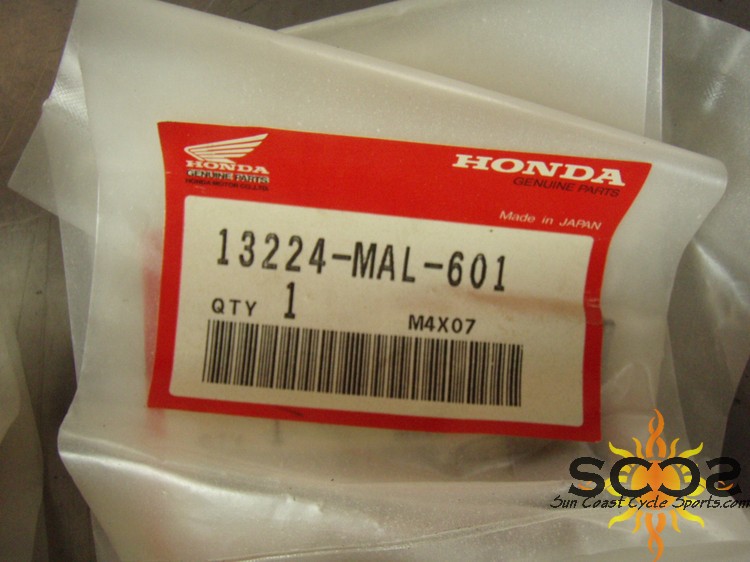 HONDA
GENUINE PARTS
HONDA MOTOR CO.,LTD.
HONDA
GENUINE PARTS
Made in JAPAN
13224-MAL-601
QTY 1 M4X07
SCCS
Sun Coast Cycle Sports.com